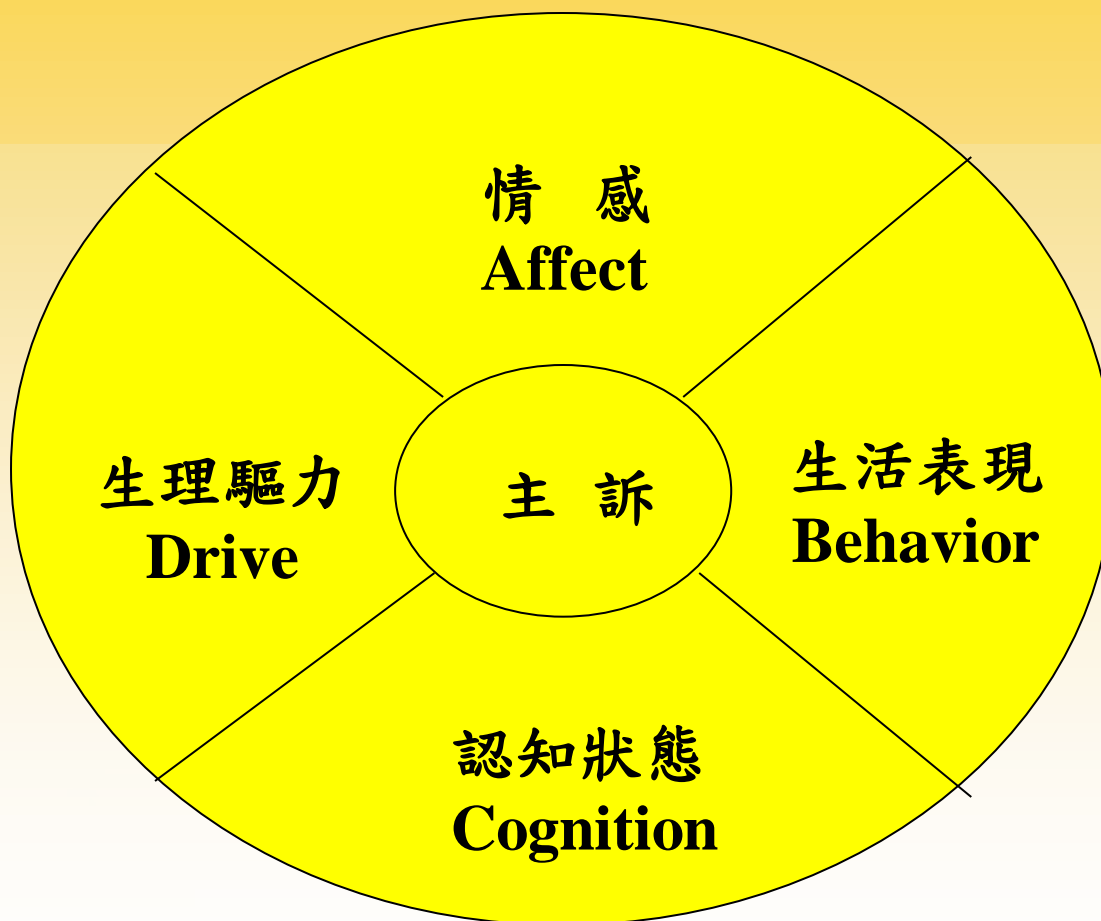 情 感
Affect
生理驅力
Drive
主 訴
生活表現
Behavior
認知狀態
Cognition